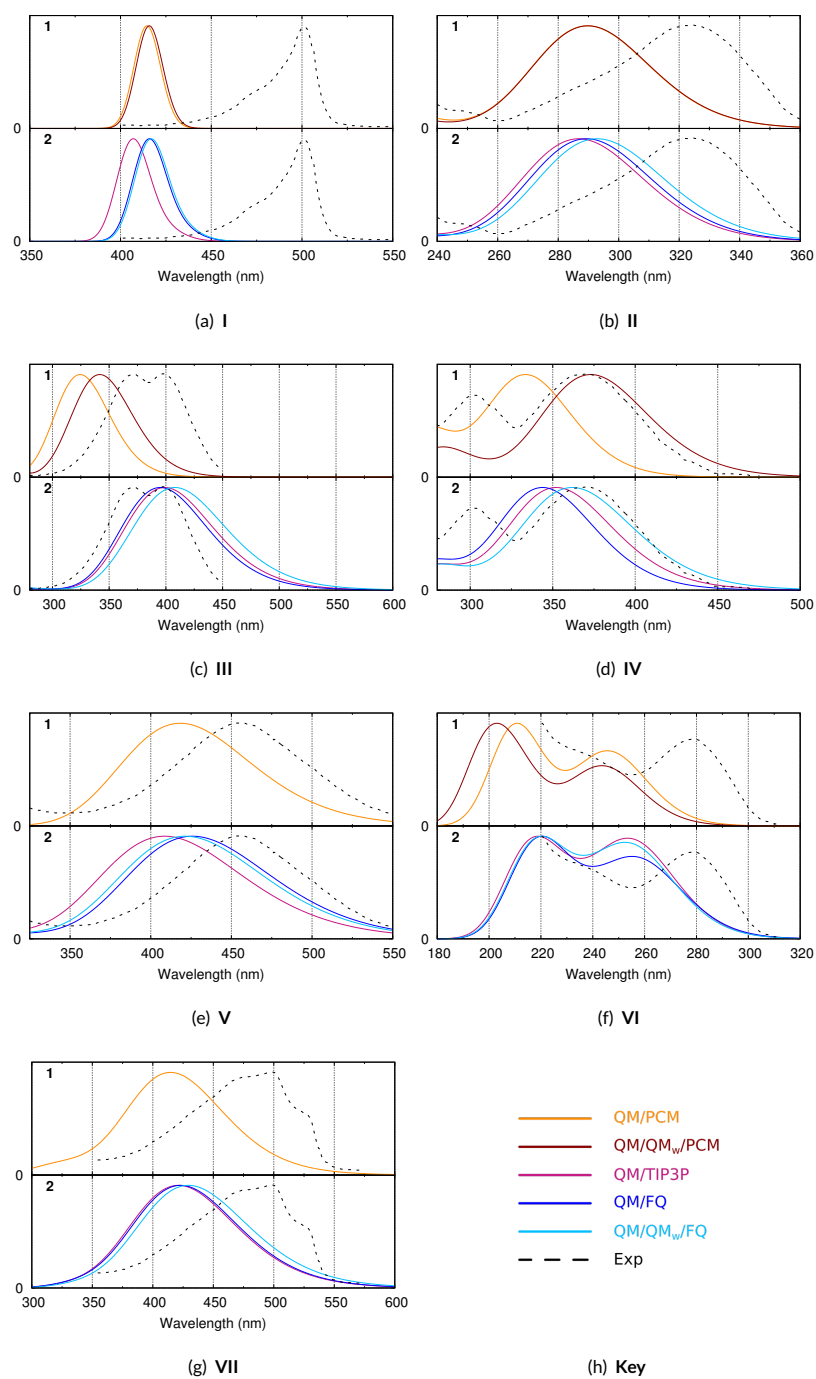 1
0
2
0
350 400 450 500 550
Wavelength (nm)
(a) I
1
0
2
0
240 260 280 300 320 340 360
Wavelength (nm)
(b) II
1
0
2
0
300 350 400 450 500 550 600
Wavelength (nm)
(c) III
1
0
2
0
300 350 400 450 500
Wavelength (nm)
(d) IV
1
0
2
0
350 400 450 500 550
Wavelength (nm)
(e) V
1
0
2
0
180 200 220 240 260 280 300 320
Wavelength (nm)
(f) VI
1
0
2
0
300 350 400 450 500 550 600
Wavelength (nm)
(g) VII
QM/PCM
QM/QMw/PCM
QM/TIP3P
QM/FQ
QM/QMw/FQ
Exp
(h) Key